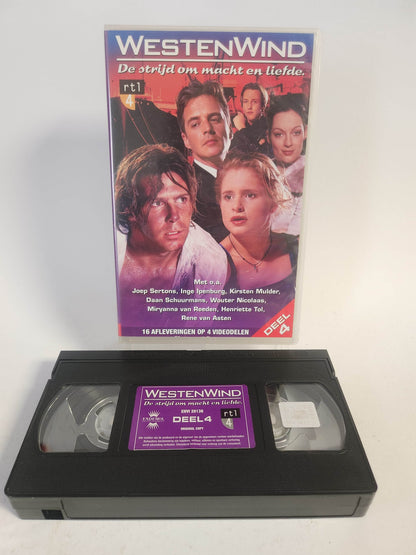 WESTENWIND
De strijd om macht en liefde.
rtl
4
Met o.a.
Joep Sertons, Inge Ipenburg, Kirsten Mulder,
Daan Schuurmans, Wouter Nicolaas,
Miryanna van Reeden, Henriette Tol,
Rene van Asten
16 AFLEVERINGEN OP 4 VIDEODELEN
DEEL 4
WESTENWIND
De strijd om macht en liefde.
DEEL 4
rtl
4
ORIGINAL COPY